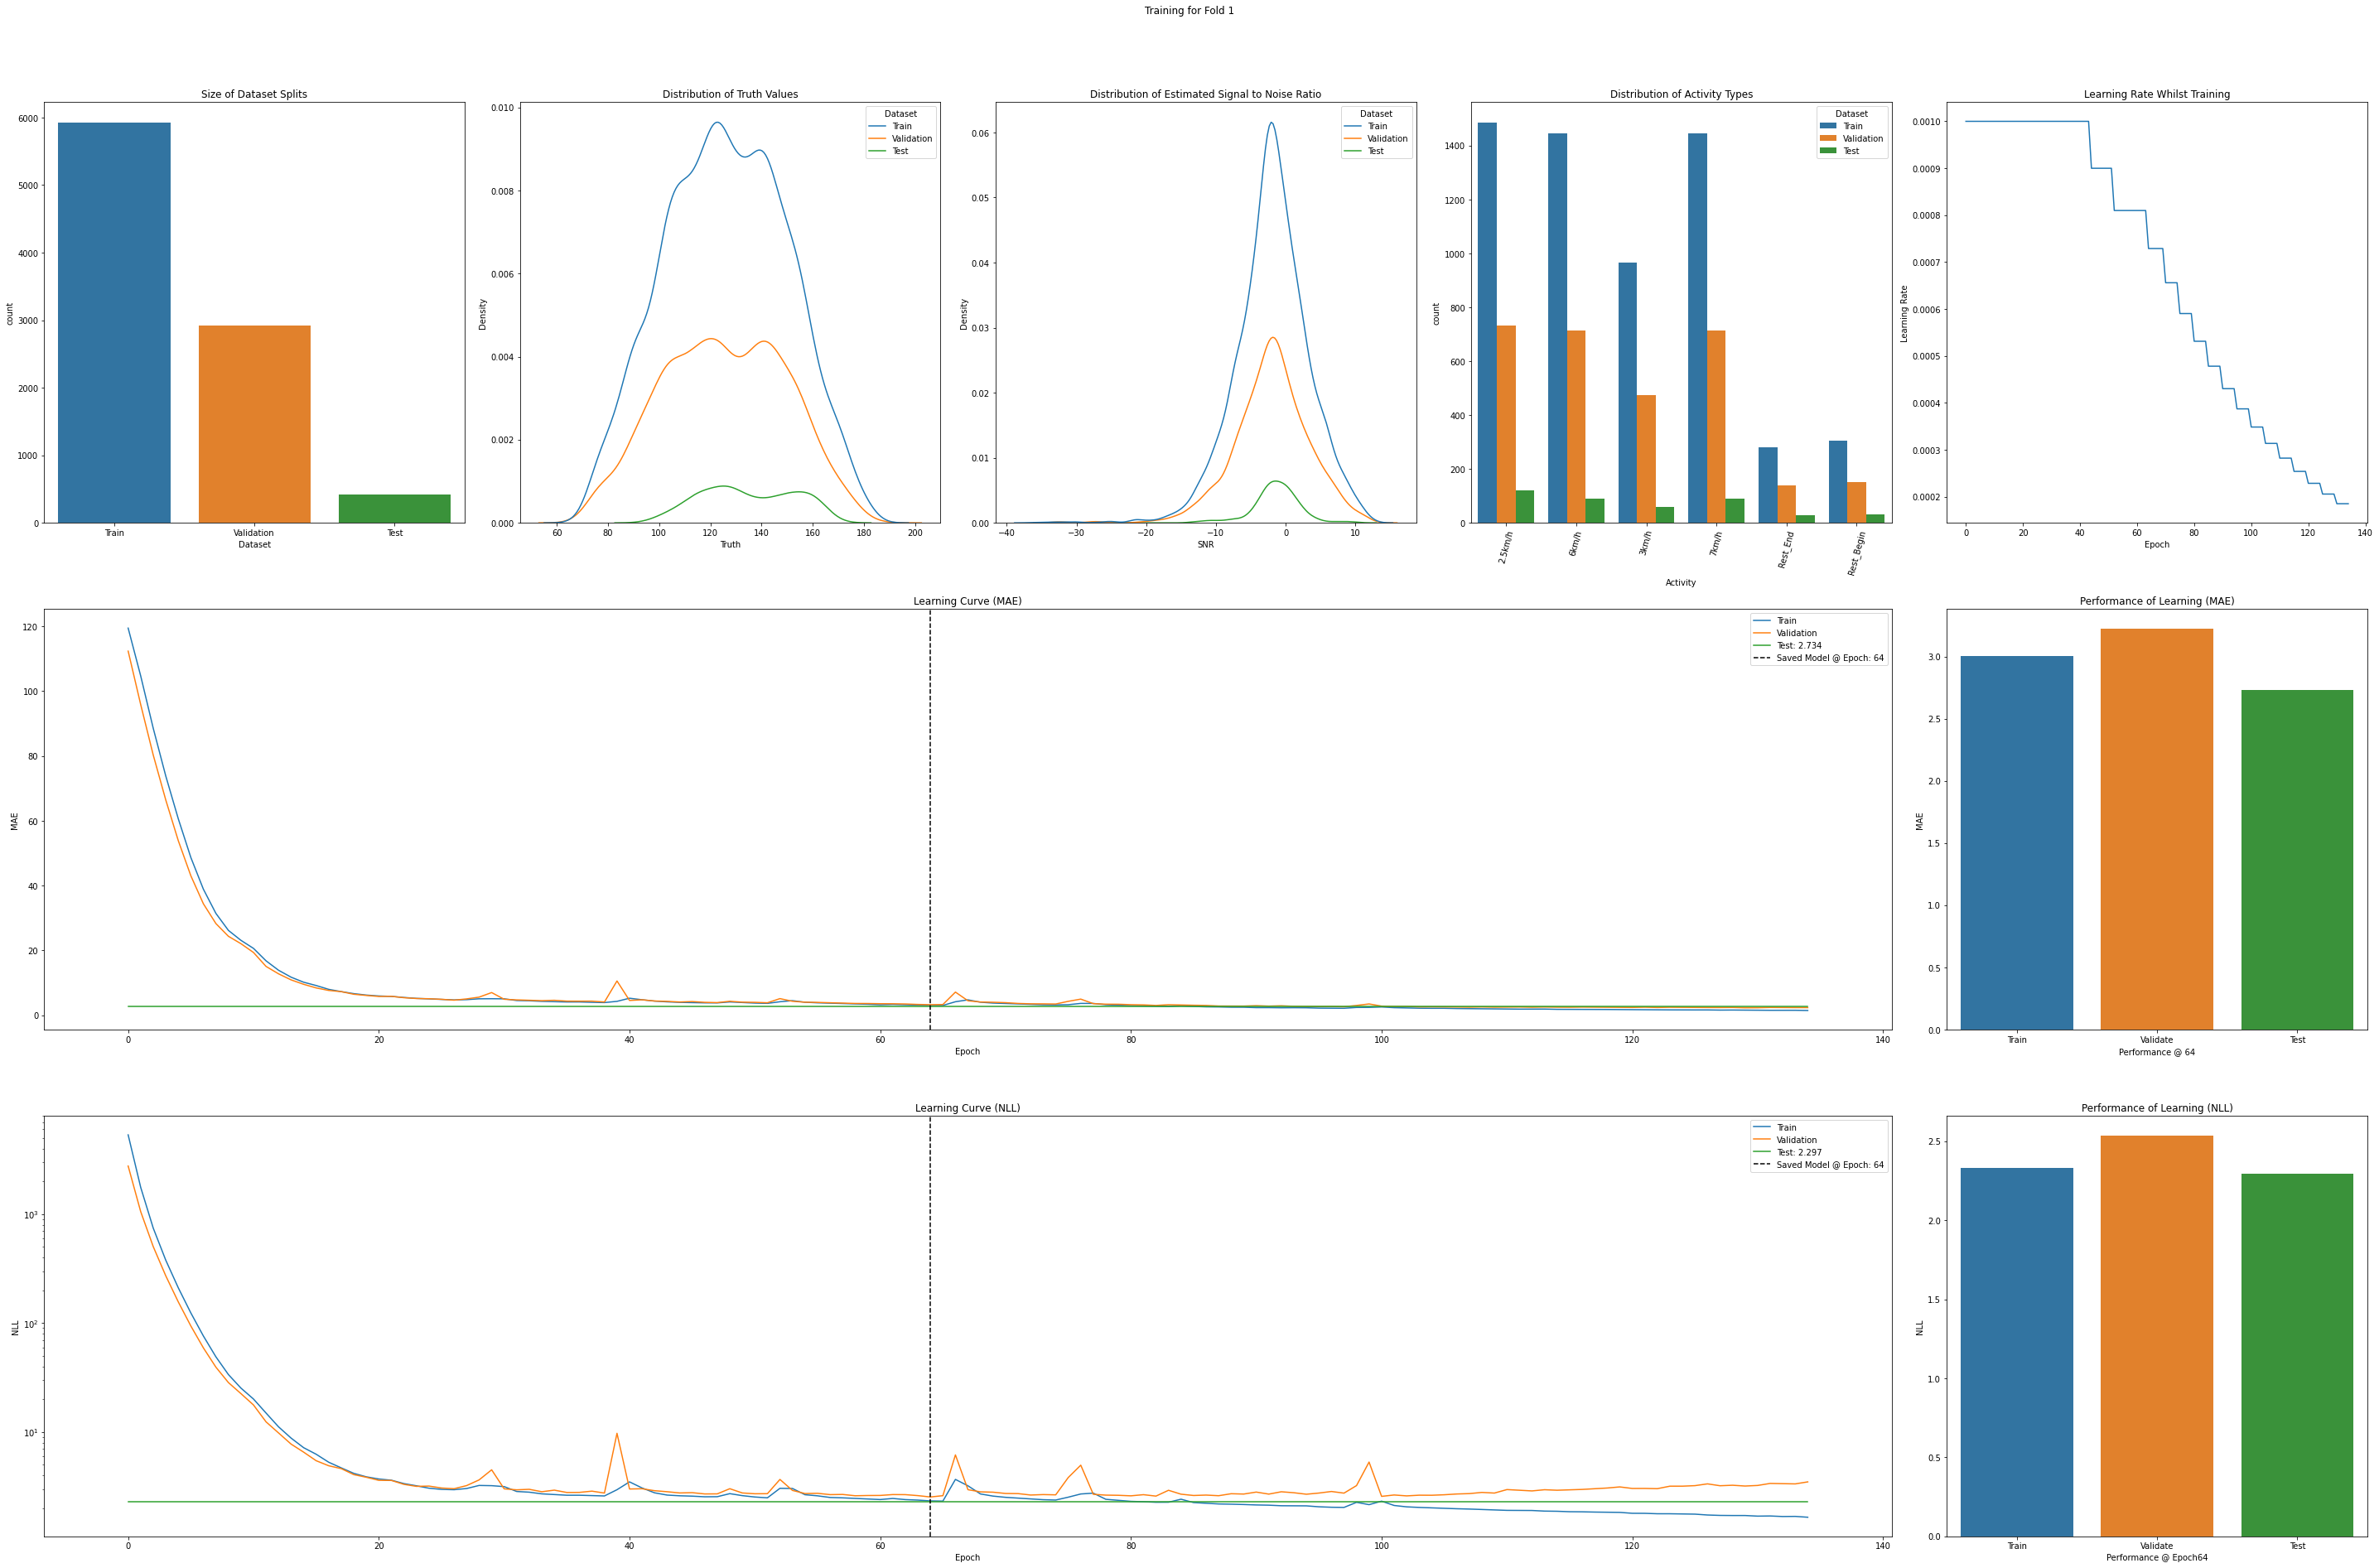 Training for Fold 1
Size of Dataset Splits
count
6000
5000
4000
3000
2000
1000
0
Train Validation Test
Dataset
Distribution of Truth Values
Dataset
Train
Validation
Test
Density
0.010
0.008
0.006
0.004
0.002
0.000
60 80 100 120 140 160 180 200
Truth
Distribution of Estimated Signal to Noise Ratio
Dataset
Train
Validation
Test
Density
0.06
0.05
0.04
0.03
0.02
0.01
0.00
−40 −30 −20 −10 0 10
SNR
Distribution of Activity Types
Dataset
Train
Validation
Test
count
1400
1200
1000
800
600
400
200
0
2.5km/h 6km/h 3km/h 7km/h Rest_End Rest_Begin
Activity
Learning Rate Whilst Training
Learning Rate
0.0010
0.0009
0.0008
0.0007
0.0006
0.0005
0.0004
0.0003
0.0002
0 20 40 60 80 100 120 140
Epoch
Learning Curve (MAE)
Train
Validation
Test: 2.734
Saved Model @ Epoch: 64
MAE
120
100
80
60
40
20
0
0 20 40 60 80 100 120 140
Epoch
Performance of Learning (MAE)
MAE
3.0
2.5
2.0
1.5
1.0
0.5
0.0
Train Validate Test
Performance @ 64
Learning Curve (NLL)
Train
Validation
Test: 2.297
Saved Model @ Epoch: 64
NLL
10³
10²
10¹
0 20 40 60 80 100 120 140
Epoch
Performance of Learning (NLL)
NLL
2.5
2.0
1.5
1.0
0.5
0.0
Train Validate Test
Performance @ Epoch64